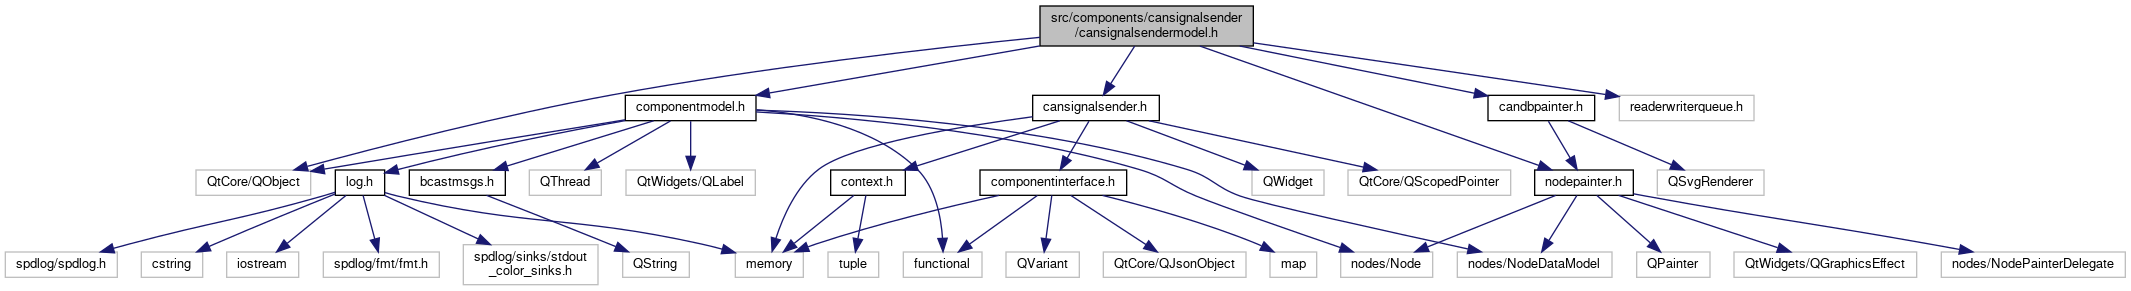 src/components/cansignalsender
/cansignalsendermodel.h
componentmodel.h
cansignalsender.h
candbpainter.h
readerwriterqueue.h
QtCore/QObject
log.h
bcastmsgs.h
QThread
QtWidgets/QLabel
context.h
componentinterface.h
QWidget
QtCore/QScopedPointer
nodepainter.h
QSvgRenderer
spdlog/spdlog.h
cstring
iostream
spdlog/fmt/fmt.h
spdlog/sinks/stdout
_color_sinks.h
QString
memory
tuple
functional
QVariant
QtCore/QJsonObject
map
nodes/Node
nodes/NodeDataModel
QPainter
QtWidgets/QGraphicsEffect
nodes/NodePainterDelegate